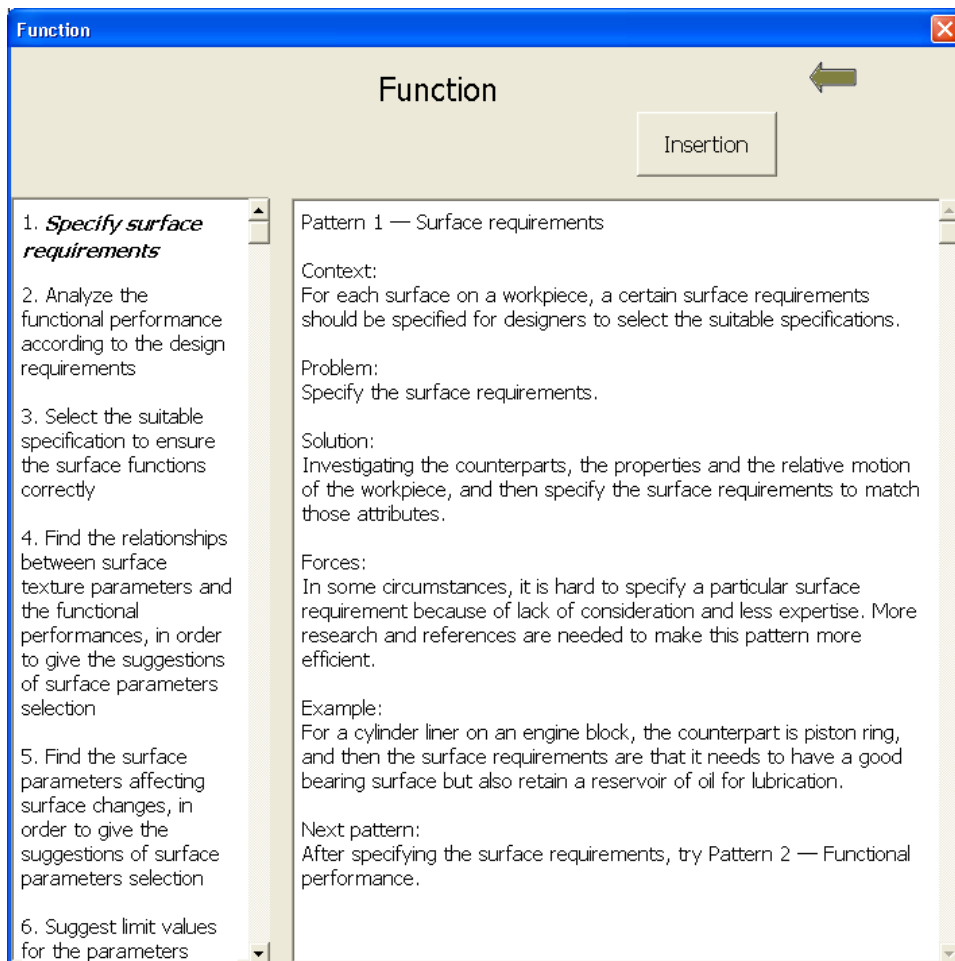 Function
Function
Insertion
1. Specify surface
requirements
2. Analyze the
functional performance
according to the design
requirements
3. Select the suitable
specification to ensure
the surface functions
correctly
4. Find the relationships
between surface
texture parameters and
the functional
performances, in order
to give the suggestions
of surface parameters
selection
5. Find the surface
parameters affecting
surface changes, in
order to give the
suggestions of surface
parameters selection
6. Suggest limit values
for the parameters
Pattern 1 — Surface requirements
Context:
For each surface on a workpiece, a certain surface requirements
should be specified for designers to select the suitable specifications.
Problem:
Specify the surface requirements.
Solution:
Investigating the counterparts, the properties and the relative motion
of the workpiece, and then specify the surface requirements to match
those attributes.
Forces:
In some circumstances, it is hard to specify a particular surface
requirement because of lack of consideration and less expertise. More
research and references are needed to make this pattern more
efficient.
Example:
For a cylinder liner on an engine block, the counterpart is piston ring,
and then the surface requirements are that it needs to have a good
bearing surface but also retain a reservoir of oil for lubrication.
Next pattern:
After specifying the surface requirements, try Pattern 2 — Functional
performance.